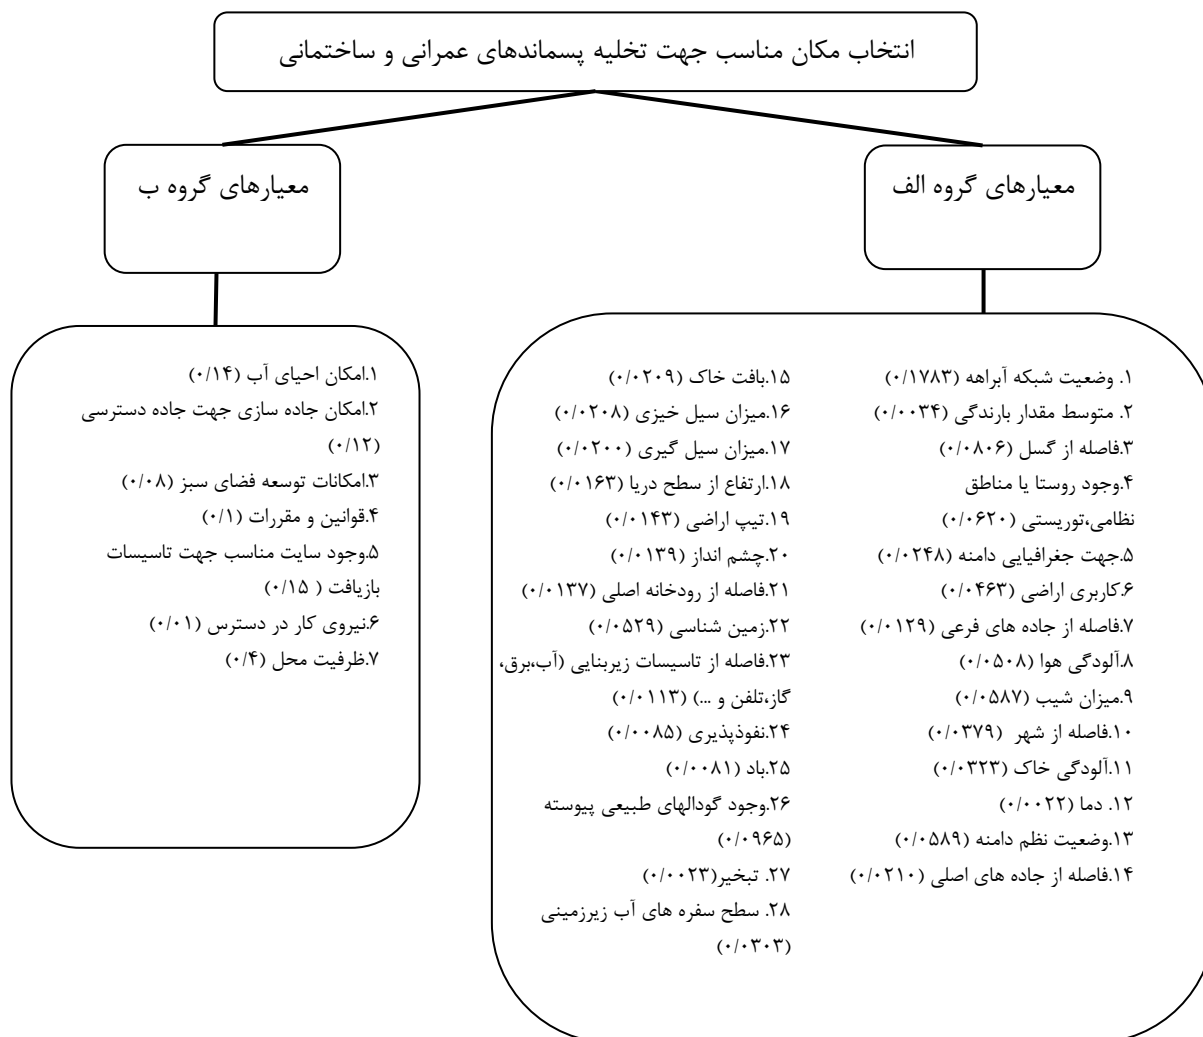 انتخاب مکان مناسب جهت تخلیه پسماندهای عمرانی و ساختمانی
معیارهای گروه الف
معیارهای گروه ب
۱. وضعیت شبکه آبراهه (۰/۱۷۸۳)
۲. متوسط مقدار بارندگی (۰/۰۰۳۴)
۳.فاصله از گسل (۰/۰۸۰۶)
۴.وجود روستا یا مناطق
نظامی،توریستی (۰/۰۶۲۰)
۵.جهت جغرافیایی دامنه (۰/۰۲۴۸)
۶.کاربری اراضی (۰/۰۴۶۳)
۷.فاصله از جاده های فرعی (۰/۰۱۲۹)
۸.آلودگی هوا (۰/۰۵۰۸)
۹.میزان شیب (۰/۰۵۸۷)
۱۰.فاصله از شهر (۰/۰۳۷۹)
۱۱.آلودگی خاک (۰/۰۳۲۳)
۱۲. دما (۰/۰۰۲۲)
۱۳.وضعیت نظم دامنه (۰/۰۵۸۹)
۱۴.فاصله از جاده های اصلی (۰/۰۲۱۰)
۱۵.بافت خاک (۰/۰۲۰۹)
۱۶.میزان سیل خیزی (۰/۰۲۰۸)
۱۷.میزان سیل گیری (۰/۰۲۰۰)
۱۸.ارتفاع از سطح دریا (۰/۰۱۶۳)
۱۹.تیپ اراضی (۰/۰۱۴۳)
۲۰.چشم انداز (۰/۰۱۳۹)
۲۱.فاصله از رودخانه اصلی (۰/۰۱۳۷)
۲۲.زمین شناسی (۰/۰۵۲۹)
۲۳.فاصله از تاسیسات زیربنایی (آب،برق،
گاز،تلفن و ...) (۰/۰۱۱۳)
۲۴.نفوذپذیری (۰/۰۰۸۵)
۲۵.باد (۰/۰۰۸۱)
۲۶.وجود گودالهای طبیعی پیوسته
(۰/۰۹۶۵)
۲۷. تبخیر(۰/۰۰۲۳)
۲۸. سطح سفره های آب زیرزمینی
(۰/۰۳۰۳)
۱.امکان احیای آب (۰/۱۴)
۲.امکان جاده سازی جهت جاده دسترسی
(۰/۱۲)
۳.امکانات توسعه فضای سبز (۰/۰۸)
۴.قوانین و مقررات (۰/۱)
۵.وجود سایت مناسب جهت تاسیسات
بازیافت ( ۰/۱۵)
۶.نیروی کار در دسترس (۰/۰۱)
۷.ظرفیت محل (۰/۴)